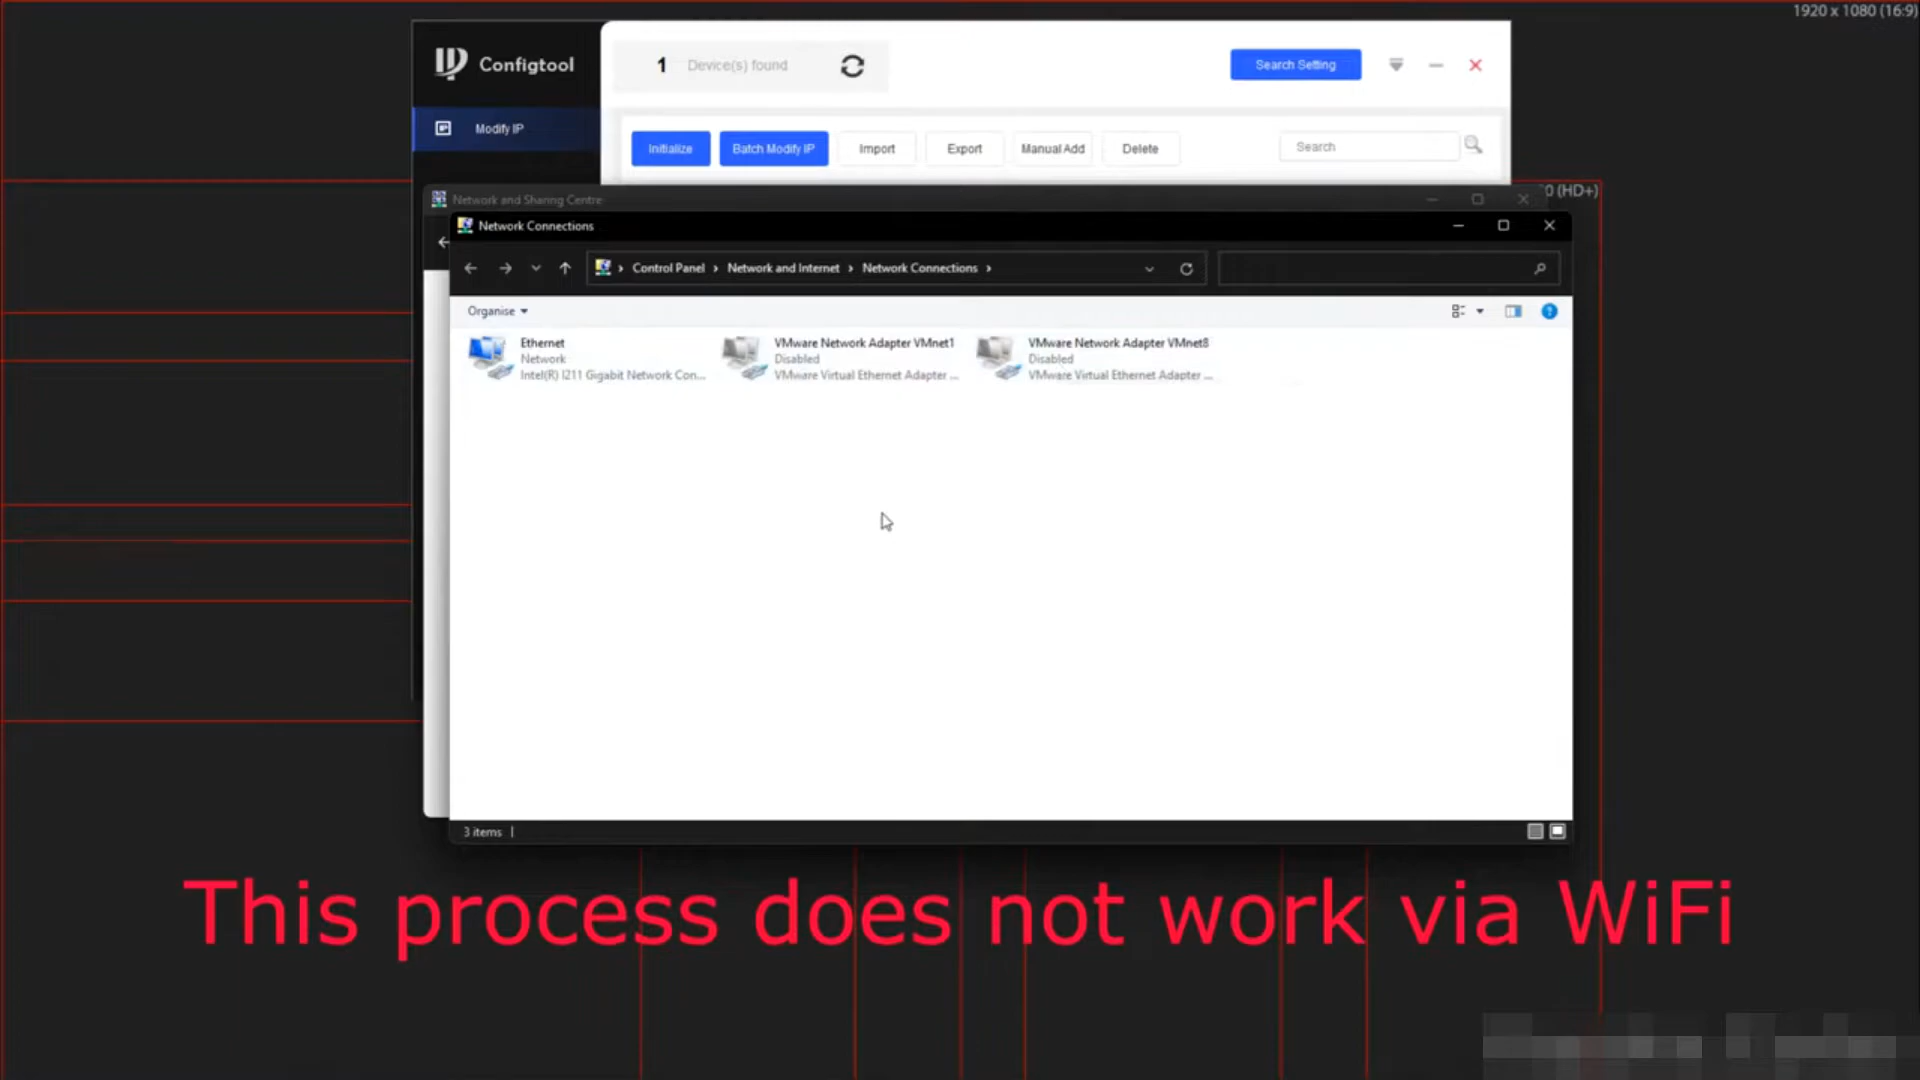 1920 x 1080 (16:9)
Configtool
1 Device(s) found
Search Setting
Modify IP
Initialize
Batch Modify IP
Import
Export
Manual Add
Delete
Search
0 (HD+)
Network and Sharing Centre
Network Connections
Control Panel
Network and Internet
Network Connections
Organise
Ethernet
Network
Intel(R) I211 Gigabit Network Con...
VMware Network Adapter VMnet1
Disabled
VMware Virtual Ethernet Adapter ...
VMware Network Adapter VMnet8
Disabled
VMware Virtual Ethernet Adapter ...
3 items
This process does not work via WiFi